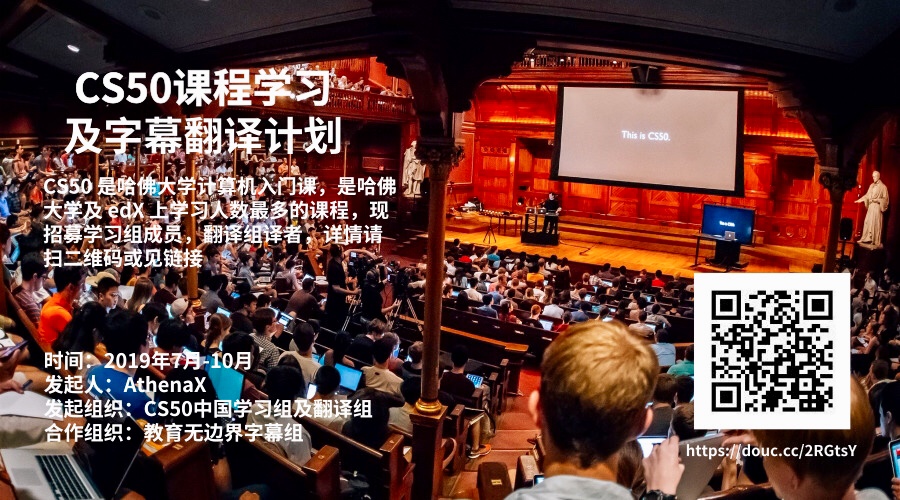 CS50课程学习
及字幕翻译计划
CS50 是哈佛大学计算机入门课，是哈佛
大学及 edX 上学习人数最多的课程，现
招募学习组成员，翻译组译者，详情请
扫二维码或见链接
This is CS50.
This is CS50.
时间：2019年7月-10月
发起人：AthenaX
发起组织：CS50中国学习组及翻译组
合作组织：教育无边界字幕组
https://douc.cc/2RGtsY